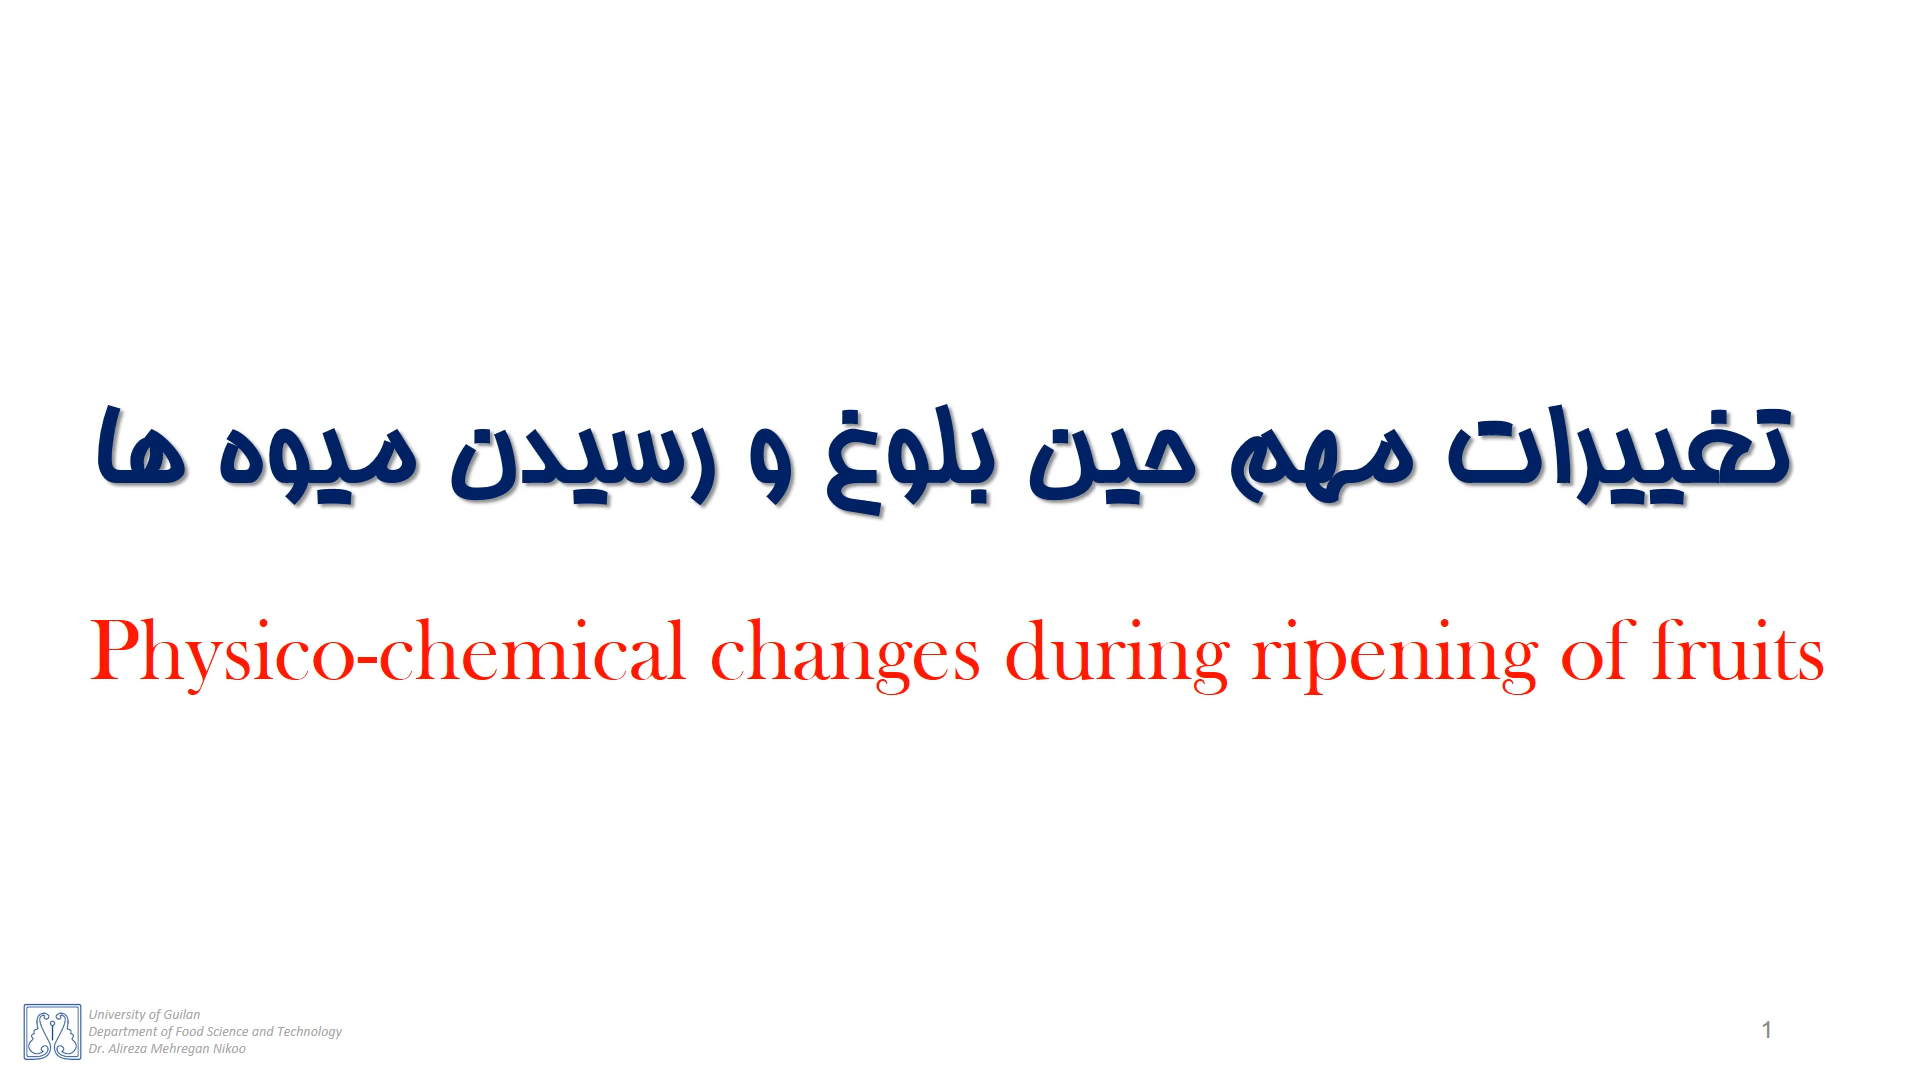 تغییرات مهم حین بلوغ و رسیدن میوه ها
Physico-chemical changes during ripening of fruits
University of Guilan
Department of Food Science and Technology
Dr. Alireza Mehregan Nikoo
1